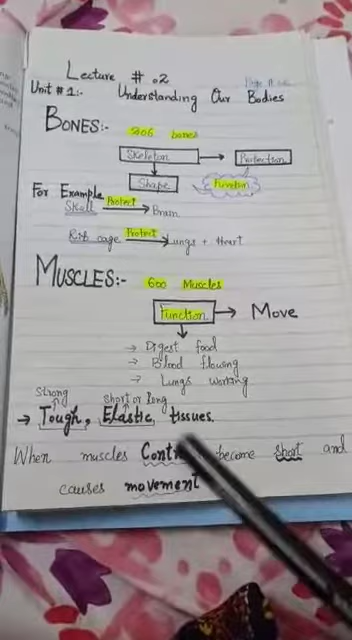 Lecture # .02
Unit # 1:- Understanding Our Bodies
BONES:- 206 bones
Skeleton → Protection
Shape Function
For Example
Skull Protect → Brain
Rib cage Protect → Lungs + Heart
MUSCLES:- 600 Muscles
Function → Move
→ Digest food
→ Blood flowing
→ Lungs working
Strong Short or long
→ Tough, Elastic tissues.
When muscles become short and
causes movement